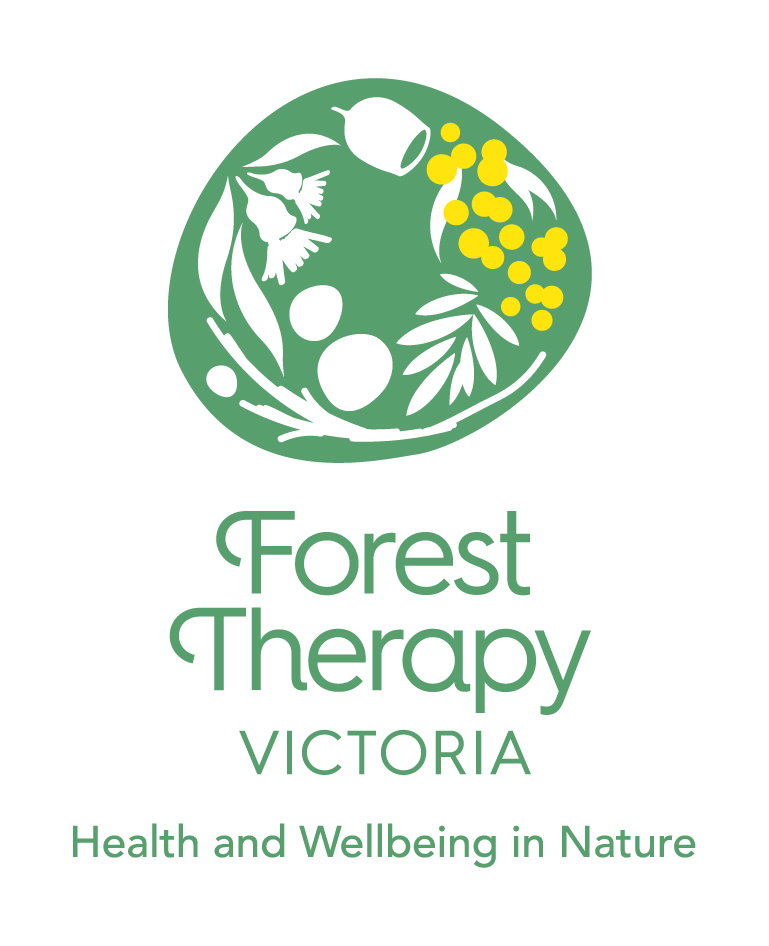 Forest
Therapy
VICTORIA
Health and Wellbeing in Nature